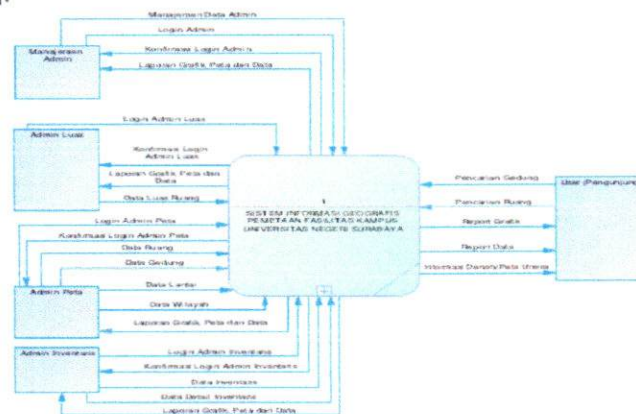 Manajemen Data Admin
Login Admin
Konfirmasi Login Admin
Laporan Grafik, Peta dan Data
Manajemen
Admin
Login Admin Luas
Admin Luas
Konfirmasi Login
Admin Luas
Laporan Grafik, Peta dan
Data
Data Luas Ruang
1
SISTEM INFORMASI GEOGRAFIS
PEMETAAN FASILITAS KAMPUS
UNIVERSITAS NEGERI SURABAYA
Pencarian Gedung
Pencarian Ruang
Report Grafik
Report Data
User (Pengunjung)
Login Admin Peta
Konfirmasi Login Admin Peta
Data Ruang
Data Gedung
Data Lantai
Data Wilayah
Laporan Grafik, Peta dan Data
Admin Peta
Admin Inventaris
Login Admin Inventaris
Konfirmasi Login Admin Inventaris
Data Inventaris
Data Detail Inventaris
Laporan Grafik, Peta dan Data